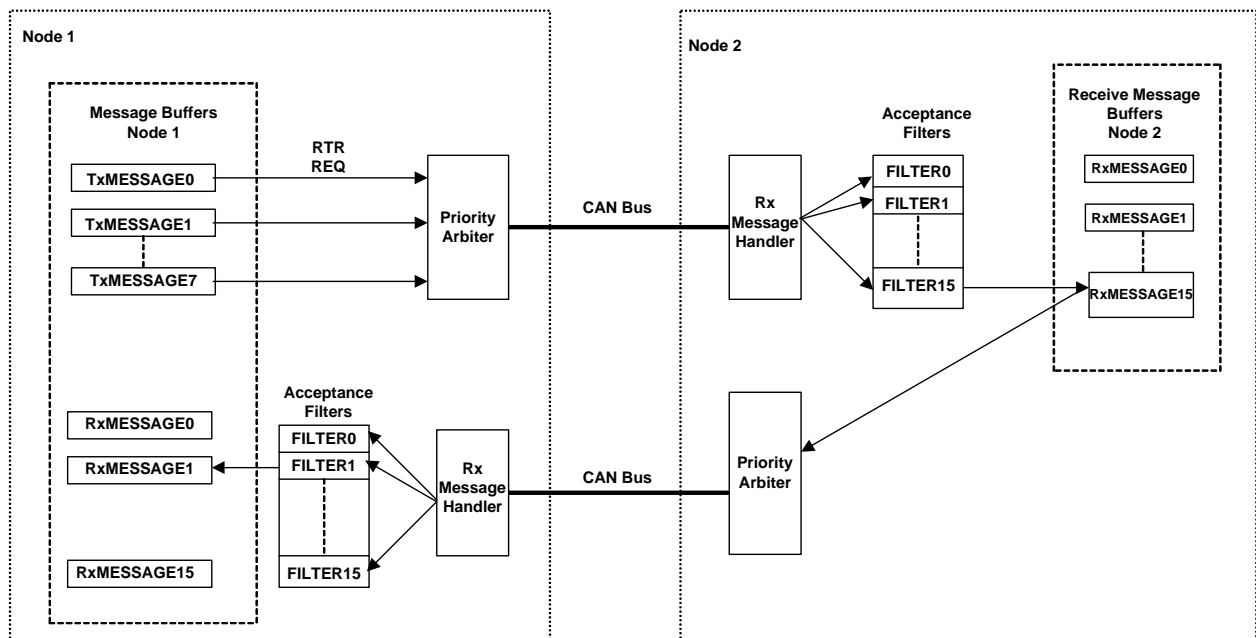 Node 1
Message Buffers
Node 1
TxMESSAGE0
TxMESSAGE1
TxMESSAGE7
RTR
REQ
Priority
Arbiter
CAN Bus
Node 2
Rx
Message
Handler
Acceptance
Filters
FILTER0
FILTER1
FILTER15
Receive Message
Buffers
Node 2
RxMESSAGE0
RxMESSAGE1
RxMESSAGE15
RxMESSAGE0
RxMESSAGE1
RxMESSAGE15
Acceptance
Filters
FILTER0
FILTER1
FILTER15
Rx
Message
Handler
CAN Bus
Priority
Arbiter